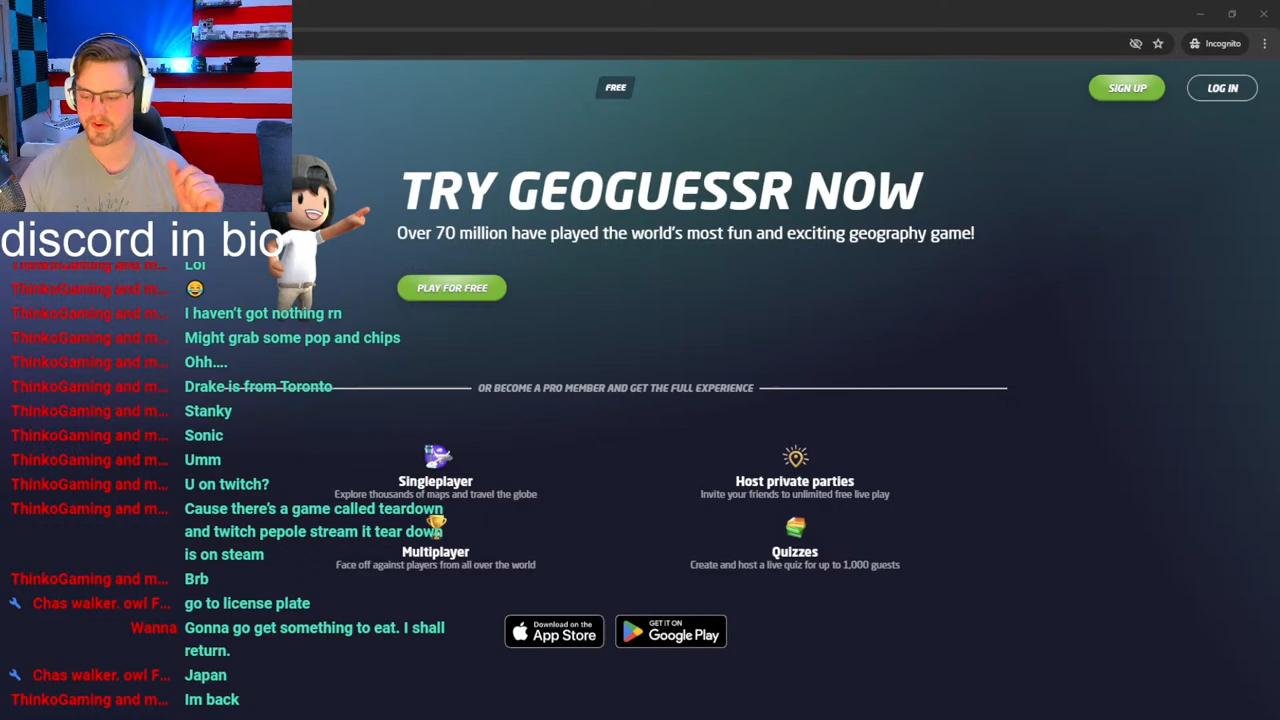 Incognito
FREE
SIGN UP
LOG IN
TRY GEOGUESSR NOW
Over 70 million have played the world's most fun and exciting geography game!
PLAY FOR FREE
OR BECOME A PRO MEMBER AND GET THE FULL EXPERIENCE
Singleplayer
Explore thousands of maps and travel the globe
Host private parties
Invite your friends to unlimited free live play
Multiplayer
Face off against players from all over the world
Quizzes
Create and host a live quiz for up to 1,000 guests
Download on the
App Store
GET IT ON
Google Play
discord in bio
ThinkoGaming and m... Lol
ThinkoGaming and m... 😂
ThinkoGaming and m... I haven't got nothing rn
ThinkoGaming and m... Might grab some pop and chips
ThinkoGaming and m... Ohh....
ThinkoGaming and m... Drake is from Toronto
ThinkoGaming and m... Stanky
ThinkoGaming and m... Sonic
ThinkoGaming and m... Umm
ThinkoGaming and m... U on twitch?
ThinkoGaming and m... Cause there's a game called teardown
and twitch pepole stream it tear down
is on steam
ThinkoGaming and m... Brb
Chas walker. owl F... go to license plate
Wanna Gonna go get something to eat. I shall
return.
Chas walker. owl F... Japan
ThinkoGaming and m... Im back